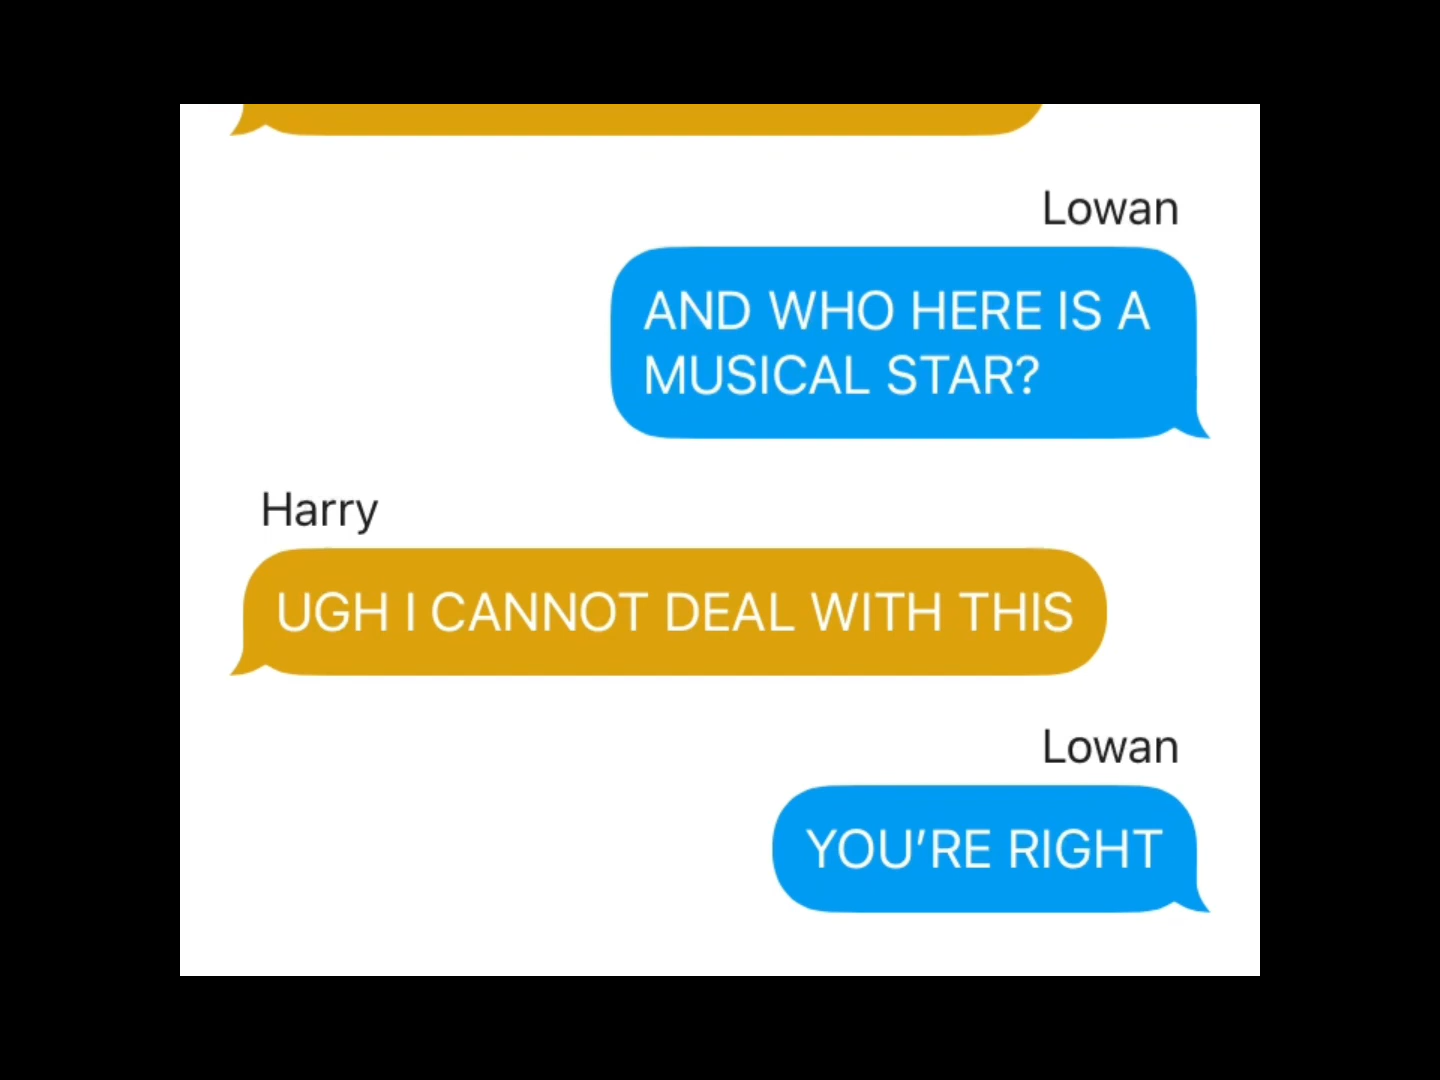 Lowan
AND WHO HERE IS A
MUSICAL STAR?
Harry
UGH I CANNOT DEAL WITH THIS
Lowan
YOU’RE RIGHT